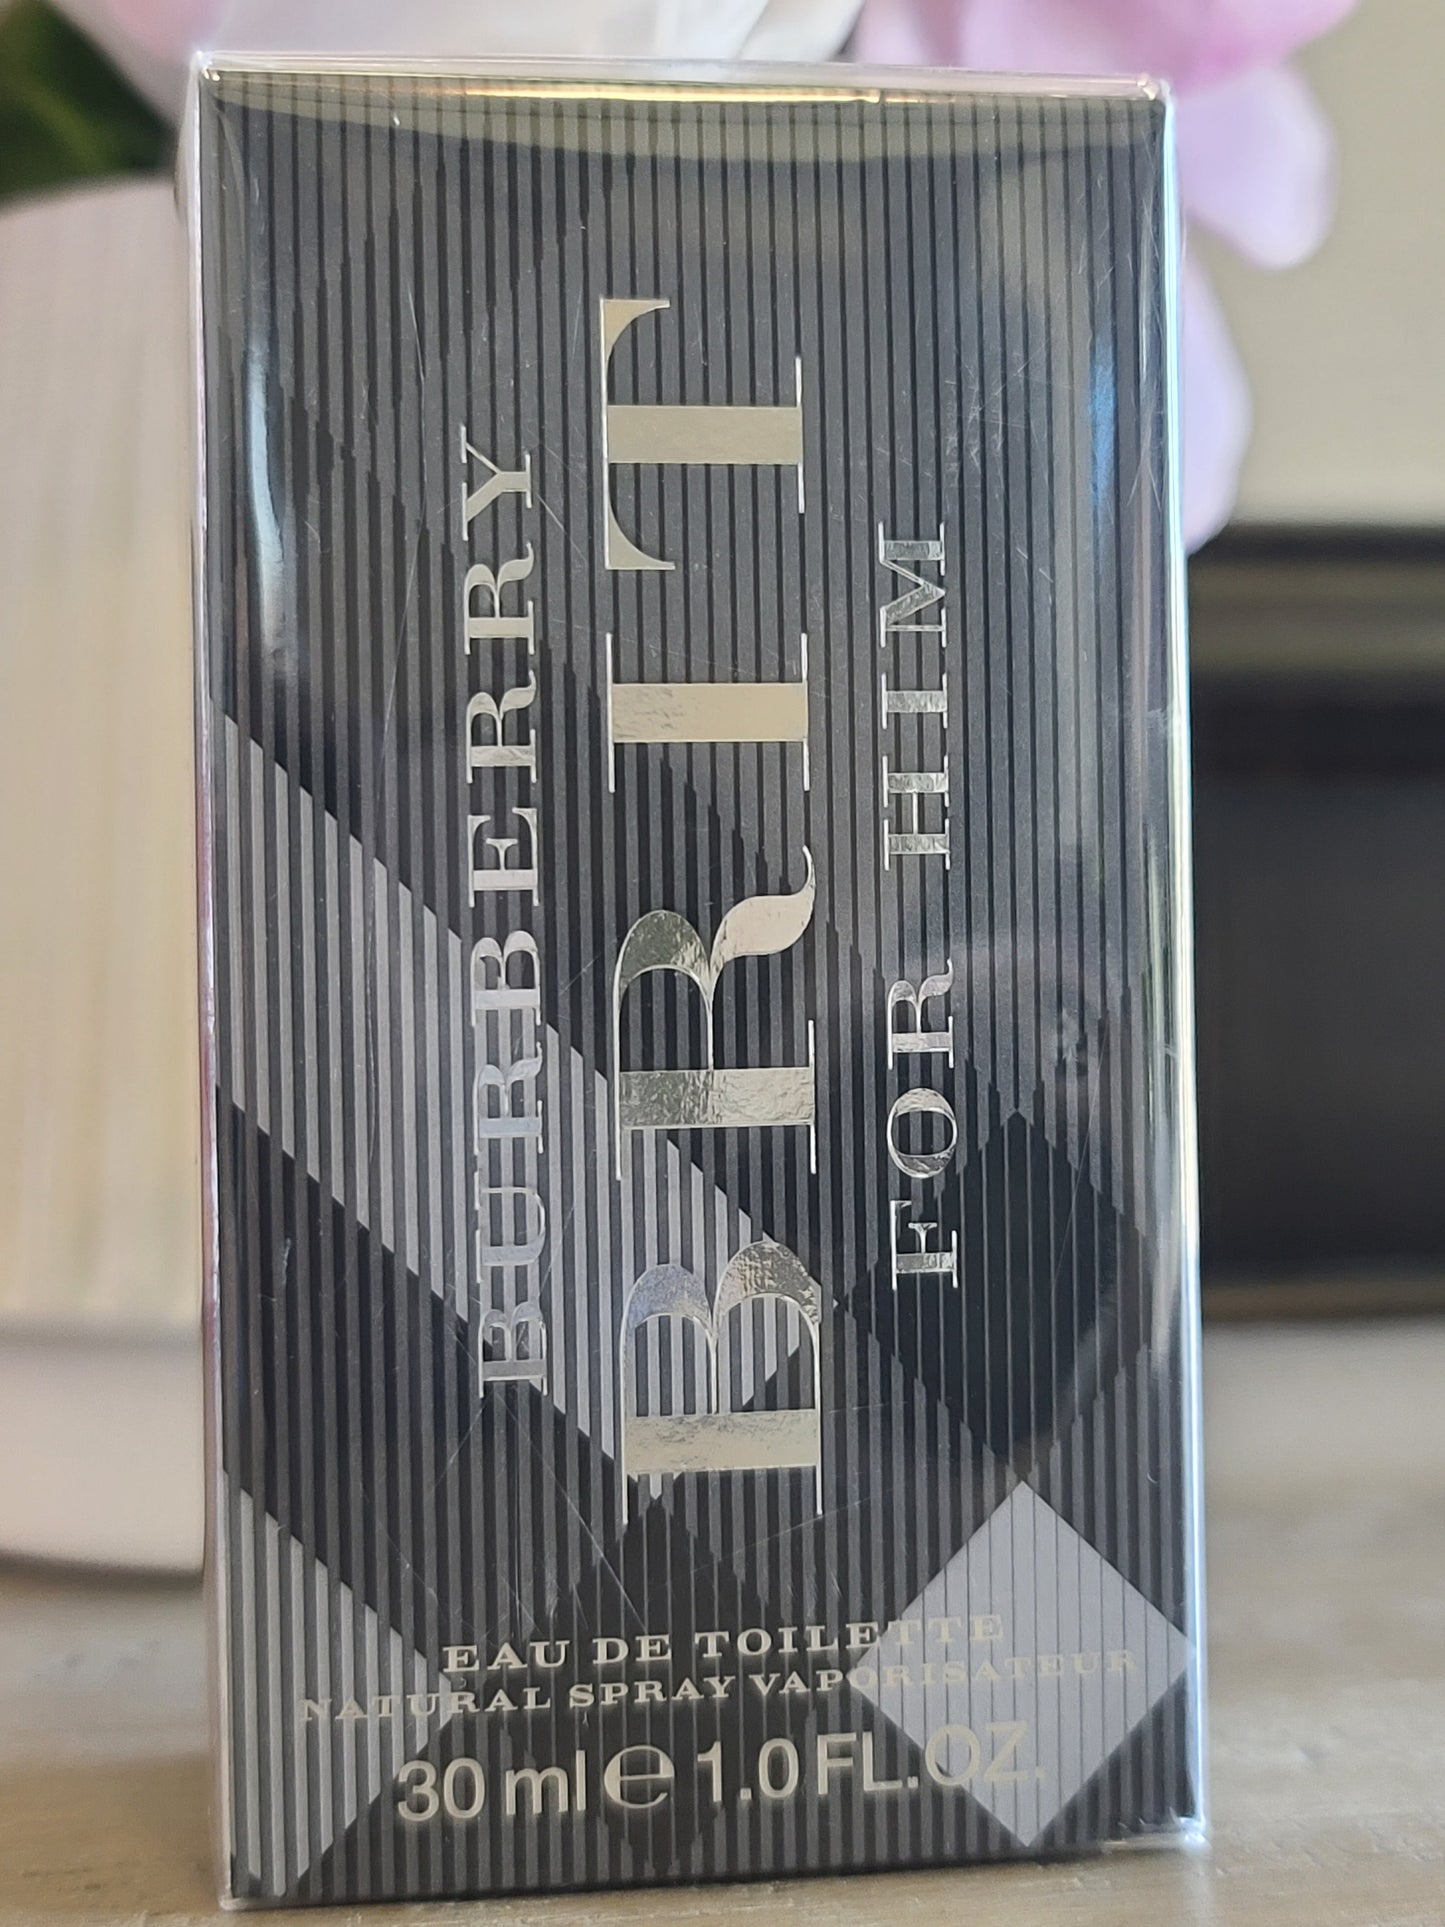 BURBERRY
BRIT
FOR HIM
EAU DE TOILETTE
NATURAL SPRAY VAPORISATEUR
30 ml ℮ 1.0 FL.OZ.